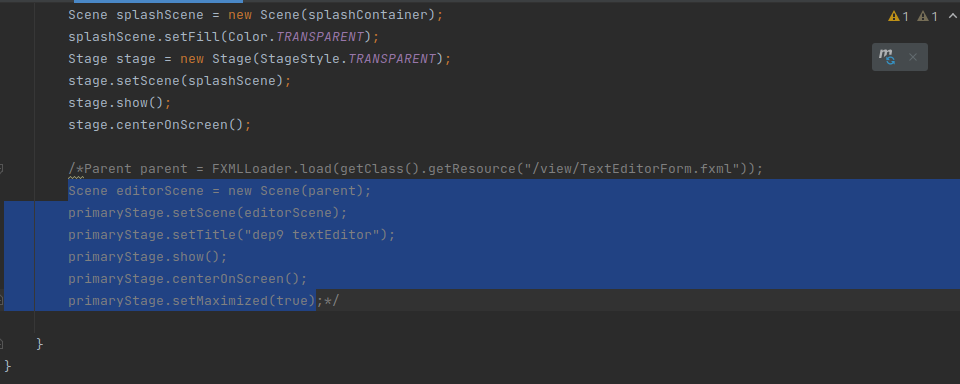 Scene splashScene = new Scene(splashContainer);
splashScene.setFill(Color.TRANSPARENT);
Stage stage = new Stage(StageStyle.TRANSPARENT);
stage.setScene(splashScene);
stage.show();
stage.centerOnScreen();
/*Parent parent = FXMLLoader.load(getClass().getResource("/view/TextEditorForm.fxml"));
Scene editorScene = new Scene(parent);
primaryStage.setScene(editorScene);
primaryStage.setTitle("dep9 textEditor");
primaryStage.show();
primaryStage.centerOnScreen();
primaryStage.setMaximized(true);*/
}
}
1 1
m